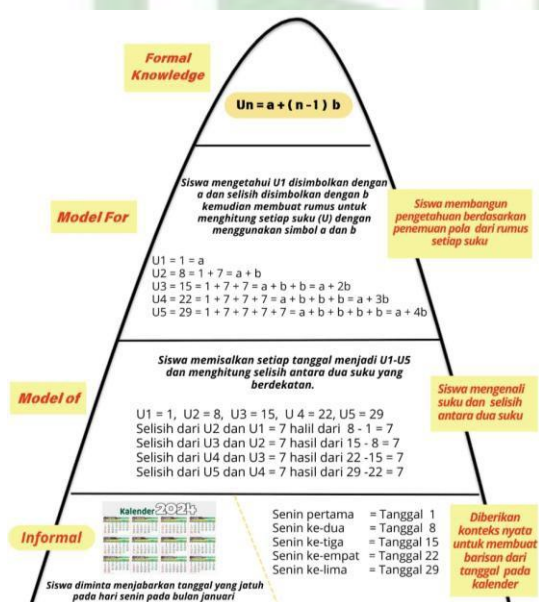 Formal
Knowledge
Un = a + ( n - 1 ) b
Siswa mengetahui U1 disimbolkan dengan
a dan selisih disimbolkan dengan b
kemudian membuat rumus untuk
menghitung setiap suku (U) dengan
menggunakan simbol a dan b
Model For
Siswa membangun
pengetahuan berdasarkan
penemuan pola dari rumus
setiap suku
U1 = 1 = a
U2 = 8 = 1 + 7 = a + b
U3 = 15 = 1 + 7 + 7 = a + b + b = a + 2b
U4 = 22 = 1 + 7 + 7 + 7 = a + b + b + b = a + 3b
U5 = 29 = 1 + 7 + 7 + 7 + 7 = a + b + b + b + b = a + 4b
Siswa memisalkan setiap tanggal menjadi U1-U5
dan menghitung selisih antara dua suku yang
berdekatan.
Model of
Siswa mengenali
suku dan selisih
antara dua suku
U1 = 1, U2 = 8, U3 = 15, U 4 = 22, U5 = 29
Selisih dari U2 dan U1 = 7 halil dari 8 - 1 = 7
Selisih dari U3 dan U2 = 7 hasil dari 15 - 8 = 7
Selisih dari U4 dan U3 = 7 hasil dari 22 -15 = 7
Selisih dari U5 dan U4 = 7 hasil dari 29 -22 = 7
Informal
Kalender 2024
Siswa diminta menjabarkan tanggal yang jatuh
pada hari senin pada bulan januari
Senin pertama = Tanggal 1
Senin ke-dua = Tanggal 8
Senin ke-tiga = Tanggal 15
Senin ke-empat = Tanggal 22
Senin ke-lima = Tanggal 29
Diberikan
konteks nyata
untuk membuat
barisan dari
tanggal pada
kalender